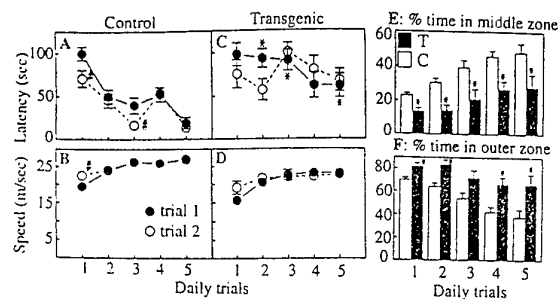 Control
Transgenic
E: % time in middle zone
A
C
Latency (sec)
100
50
0
*
*
*
#
60
40
20
0
T
C
#
#
#
#
#
B
D
Speed (m/sec)
25
15
5
#
trial 1
trial 2
F: % time in outer zone
80
60
40
20
0
#
#
#
#
1 2 3 4 5
1 2 3 4 5
1 2 3 4 5
Daily trials
Daily trials
Daily trials